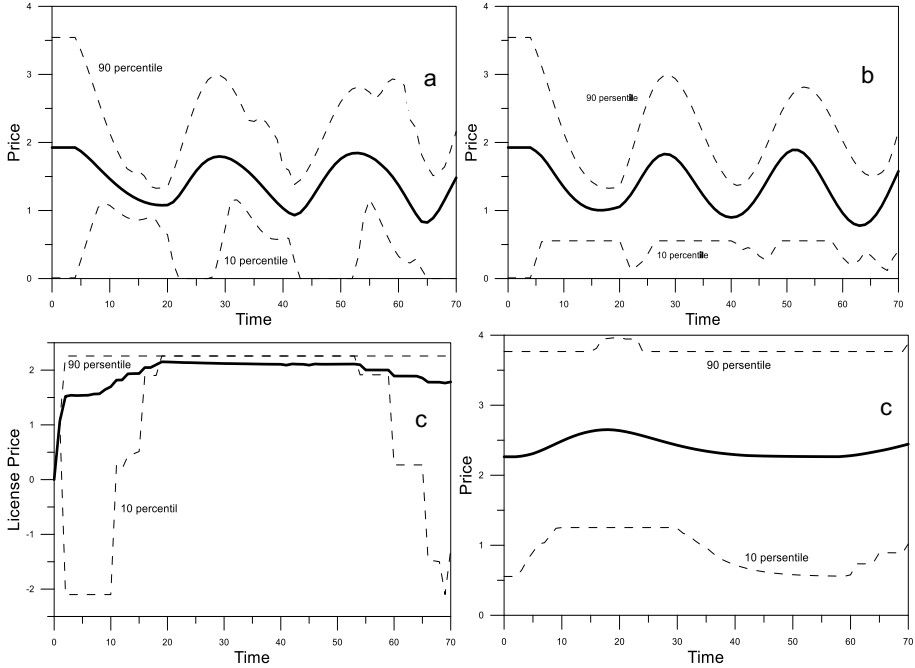 4
3
2
1
0
Price
90 percentile
10 percentile
a
0 10 20 30 40 50 60 70
Time
4
3
2
1
0
Price
90 persentile
10 percentile
b
0 10 20 30 40 50 60 70
Time
2
1
0
-1
-2
License Price
90 percentile
10 percentil
c
0 10 20 30 40 50 60 70
Time
4
3
2
1
0
Price
90 persentile
10 persentile
c
0 10 20 30 40 50 60 70
Time